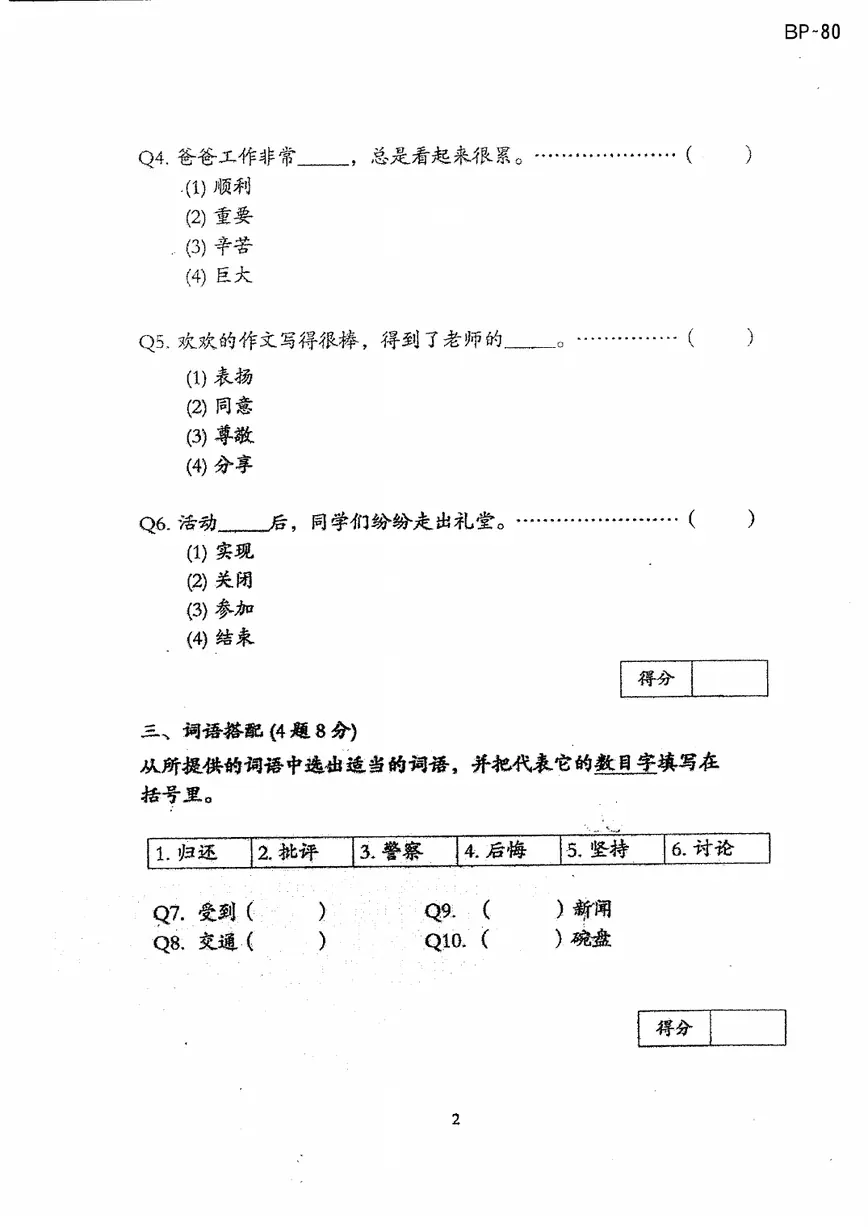 BP-80
Q4. 爸爸工作非常_____，总是看起来很累。 ····················· (        )
(1) 顺利
(2) 重要
(3) 辛苦
(4) 巨大
Q5. 欢欢的作文写得很棒，得到了老师的_____。 ··············· (        )
(1) 表扬
(2) 同意
(3) 尊敬
(4) 分享
Q6. 活动_____后，同学们纷纷走出礼堂。 ························ (        )
(1) 实现
(2) 关闭
(3) 参加
(4) 结束
得分
三、词语搭配 (4 题 8 分)
从所提供的词语中选出适当的词语，并把代表它的数目字填写在
括号里。
1. 归还 2. 批评 3. 警察 4. 后悔 5. 坚持 6. 讨论
Q7. 受到 (        ) Q9. (        ) 新闻
Q8. 交通 (        ) Q10. (        ) 碗盘
得分
2